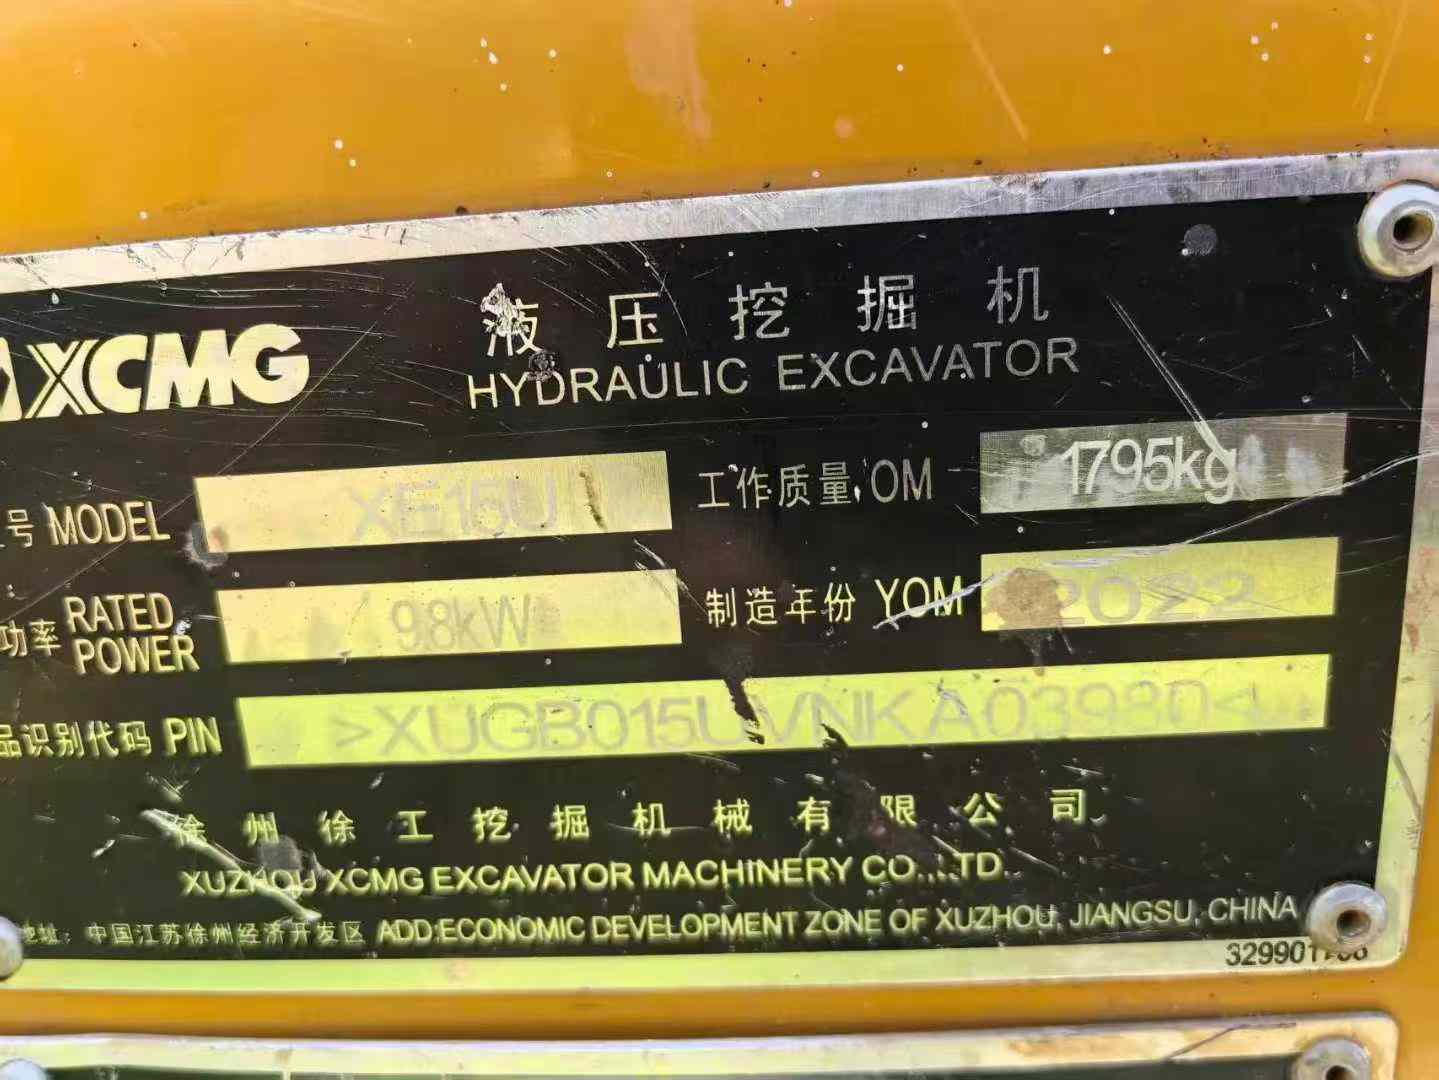 XCMG
液压挖掘机
HYDRAULIC EXCAVATOR
号 MODEL XE15U 工作质量 OM 1795kg
功率 RATED POWER 9.8kW 制造年份 YOM 2022
品识别代码 PIN >XUGB015UVNKA03980<
徐州徐工挖掘机械有限公司
XUZHOU XCMG EXCAVATOR MACHINERY CO.,LTD.
地址: 中国江苏徐州经济开发区 ADD:ECONOMIC DEVELOPMENT ZONE OF XUZHOU, JIANGSU, CHINA